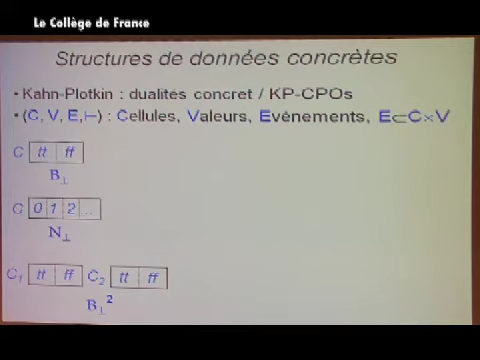 Le Collège de France
Structures de données concrètes
• Kahn-Plotkin : dualités concret / KP-CPOs
• (C, V, E, ⊢) : Cellules, Valeurs, Evénements, E⊂C×V
C tt ff
B⊥
C 0 1 2 ...
N⊥
C₁ tt ff C₂ tt ff
B⊥²